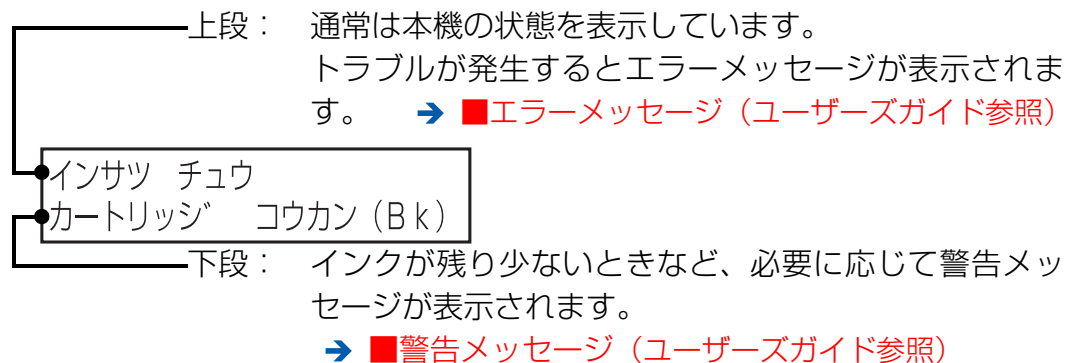 上段： 通常は本機の状態を表示しています。
トラブルが発生するとエラーメッセージが表示されま
す。 ➔ ■エラーメッセージ（ユーザーズガイド参照）
インサツ チュウ
カートリッジ コウカン（Bk）
下段： インクが残り少ないときなど、必要に応じて警告メッ
セージが表示されます。
➔ ■警告メッセージ（ユーザーズガイド参照）